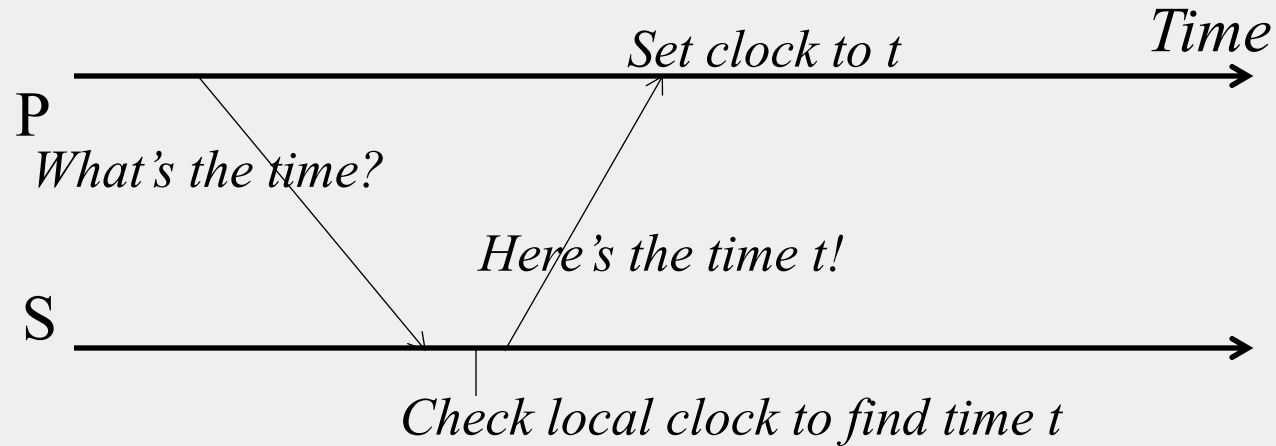 Time
Set clock to t
P
What’s the time?
Here’s the time t!
S
Check local clock to find time t